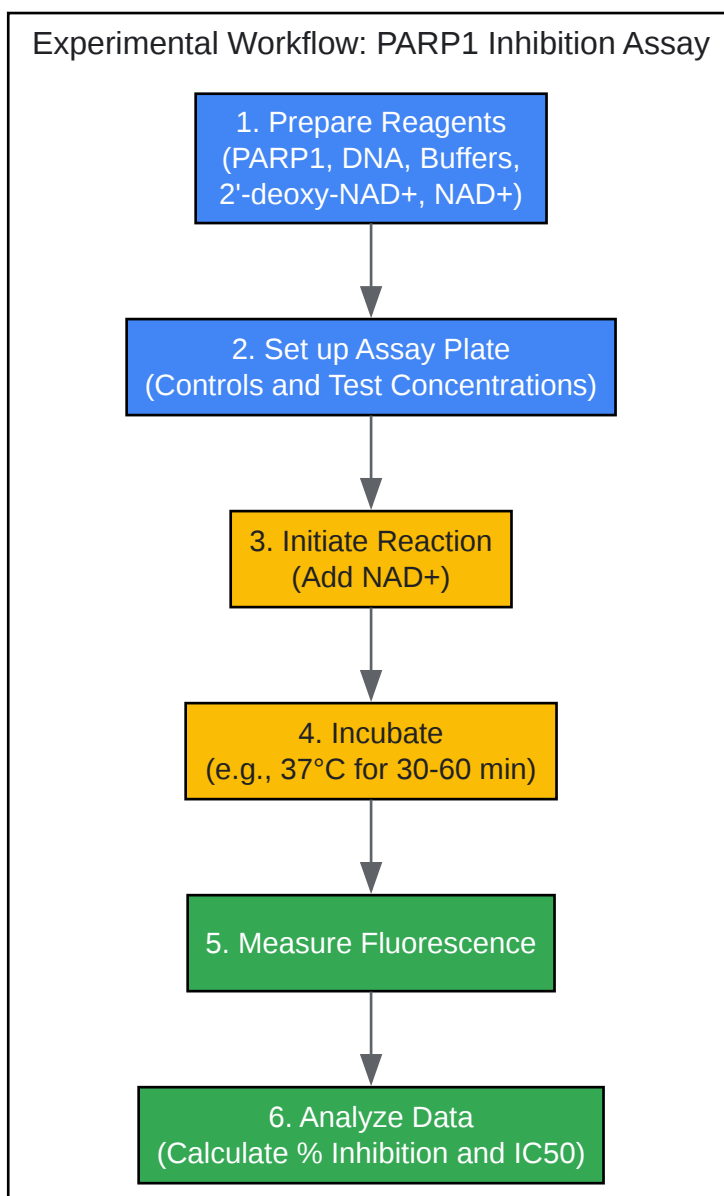 Experimental Workflow: PARP1 Inhibition Assay
1. Prepare Reagents
(PARP1, DNA, Buffers,
2'-deoxy-NAD+, NAD+)
2. Set up Assay Plate
(Controls and Test Concentrations)
3. Initiate Reaction
(Add NAD+)
4. Incubate
(e.g., 37°C for 30-60 min)
5. Measure Fluorescence
6. Analyze Data
(Calculate % Inhibition and IC50)